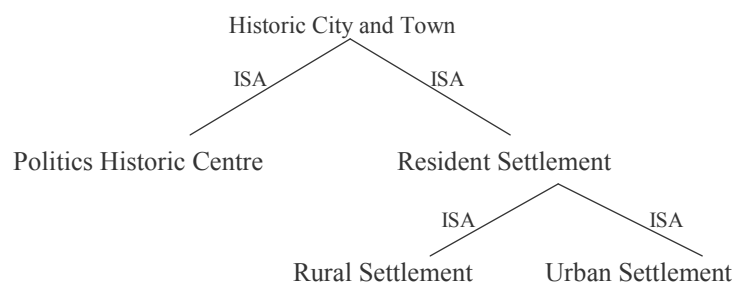 Historic City and Town
ISA ISA
Politics Historic Centre Resident Settlement
ISA ISA
Rural Settlement Urban Settlement